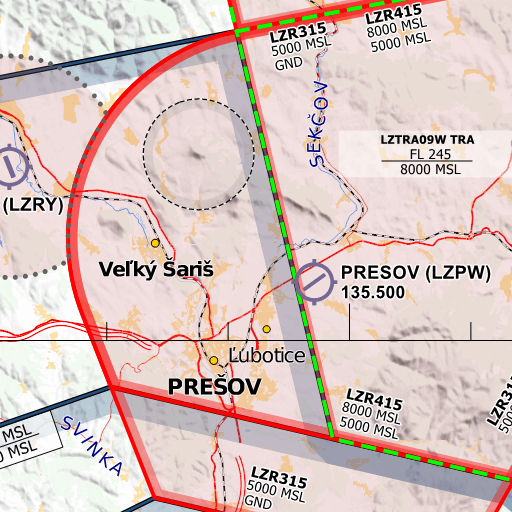 LZR315
5000 MSL
GND
LZR415
8000 MSL
5000 MSL
SEKČOV
LZTRA09W TRA
FL 245
8000 MSL
(LZRY)
Veľký Šariš
PRESOV (LZPW)
135.500
Ľubotice
PREŠOV
LZR415
8000 MSL
5000 MSL
SVINKA
MSL
MSL
LZR315
5000 MSL
GND